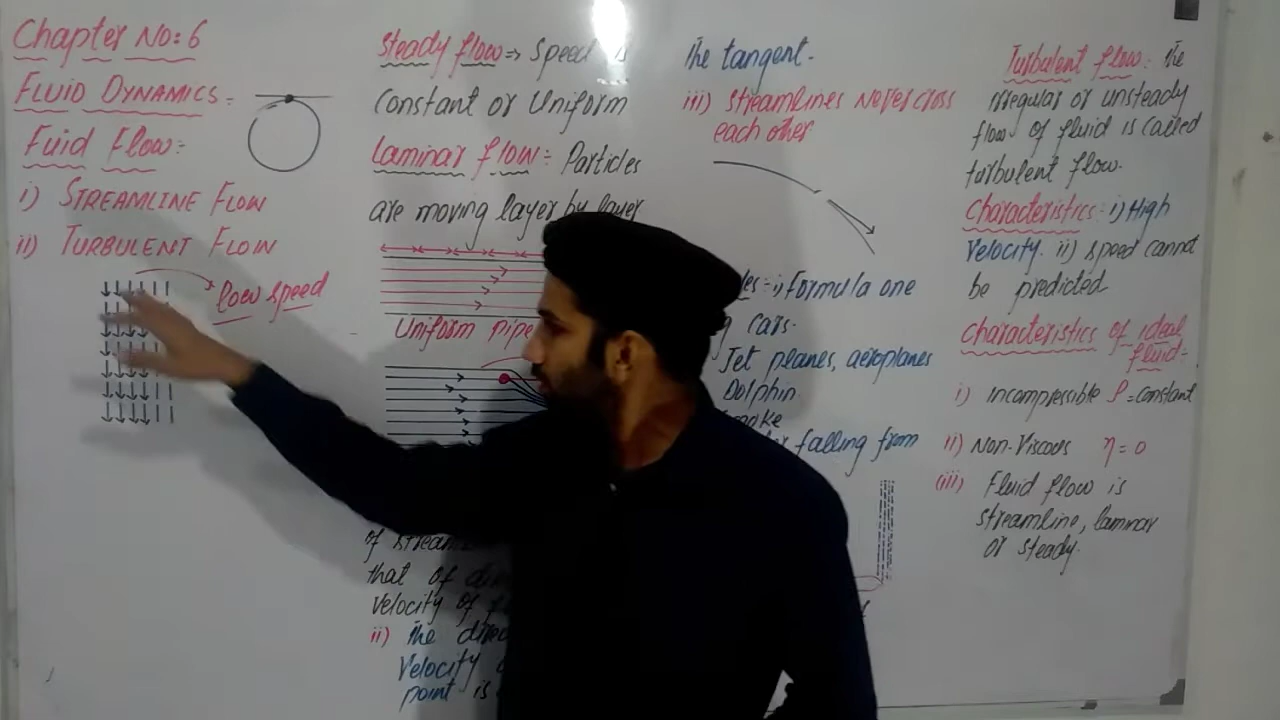 Chapter No: 6
FLUID DYNAMICS:-
Fuid Flow:-
i) STREAMLINE FLOW
ii) TURBULENT FLOW
low speed
Steady flow => Speed is
Constant or Uniform
Laminar flow:- Particles
are moving layer by layer
Uniform Pipe
of
that of
Velocity of
ii) The
Velocity
point is
the tangent.
iii) Streamlines never cross
each other
i) Formula one
cars.
Jet planes, aeroplanes
Dolphin
falling from
Turbulent flow:- The
irregular or unsteady
flow of fluid is called
turbulent flow.
Characteristics:- i) High
Velocity. ii) Speed cannot
be predicted
Characteristics of ideal
fluid:-
i) incompressible ρ = constant
ii) Non-Viscous η = 0
(iii) Fluid flow is
streamline, laminar
or steady.